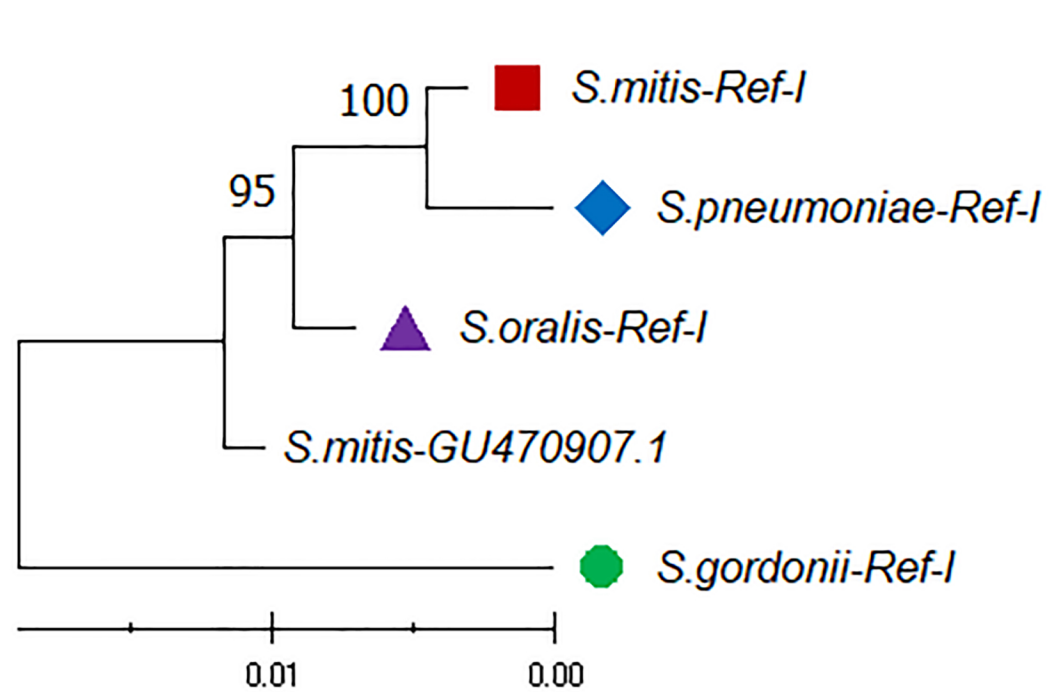 100
S.mitis-Ref-I
95
S.pneumoniae-Ref-I
S.oralis-Ref-I
S.mitis-GU470907.1
S.gordonii-Ref-I
0.01 0.00